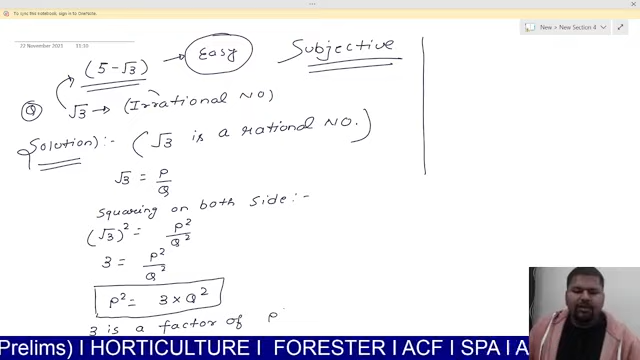 To sync this notebook, sign in to OneNote.
New > New Section 4
22 November 2021 11:10
(5-√3) → Easy
Subjective
Q √3 → (Irrational NO)
Solution):- (√3 is a rational NO.)
√3 = P/Q
Squaring on both side:-
(√3)² = P²/Q²
3 = P²/Q²
P² = 3 × Q²
3 is a factor of P
Prelims) I HORTICULTURE I FORESTER I ACF I SPA I A